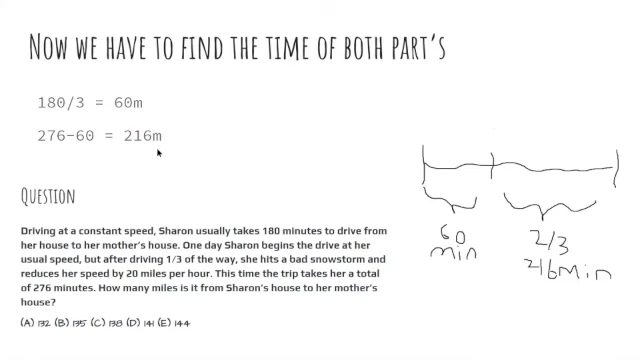 Now we have to find the time of both part's
180/3 = 60m
276-60 = 216m
Question
Driving at a constant speed, Sharon usually takes 180 minutes to drive from
her house to her mother's house. One day Sharon begins the drive at her
usual speed, but after driving 1/3 of the way, she hits a bad snowstorm and
reduces her speed by 20 miles per hour. This time the trip takes her a total
of 276 minutes. How many miles is it from Sharon's house to her mother's
house?
(A) 132 (B) 135 (C) 138 (D) 141 (E) 144
60
min
2/3
216min